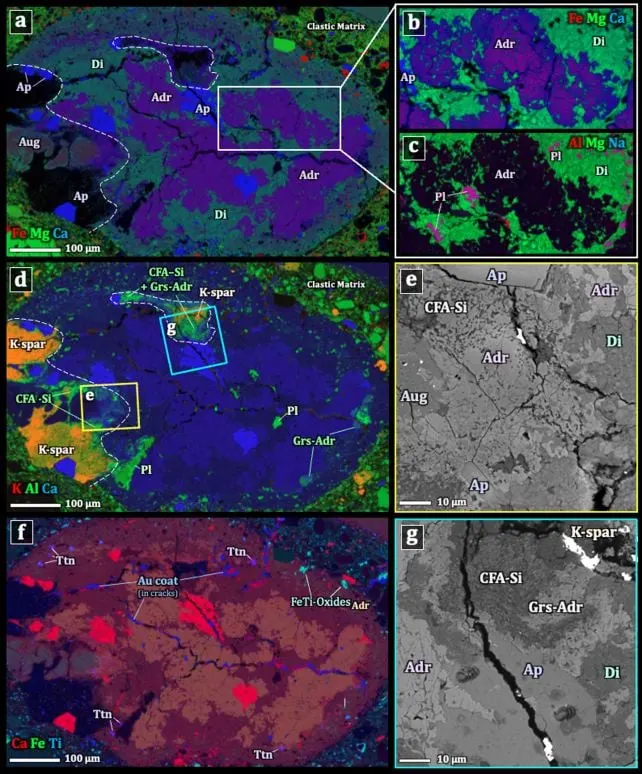 a
Clastic Matrix
Di
Ap
Adr
Ap
Aug
Ap
Adr
Di
Fe Mg Ca
100 µm
b
Fe Mg Ca
Adr
Di
Ap
c
Al Mg Na
Pl
Di
Adr
Pl
d
CFA–Si
+ Grs-Adr
K-spar
Clastic Matrix
g
K-spar
CFA -Si
e
Pl
Grs-Adr
K-spar
Pl
K Al Ca
100 µm
e
Ap
CFA-Si
Adr
Di
Adr
Aug
Ap
10 µm
f
Ttn
Ttn
Au coat
(in cracks)
FeTi-Oxides
Adr
Ttn
Ttn
Ca Fe Ti
100 µm
g
K-spar
CFA-Si
Grs-Adr
Adr
Ap
Di
10 µm